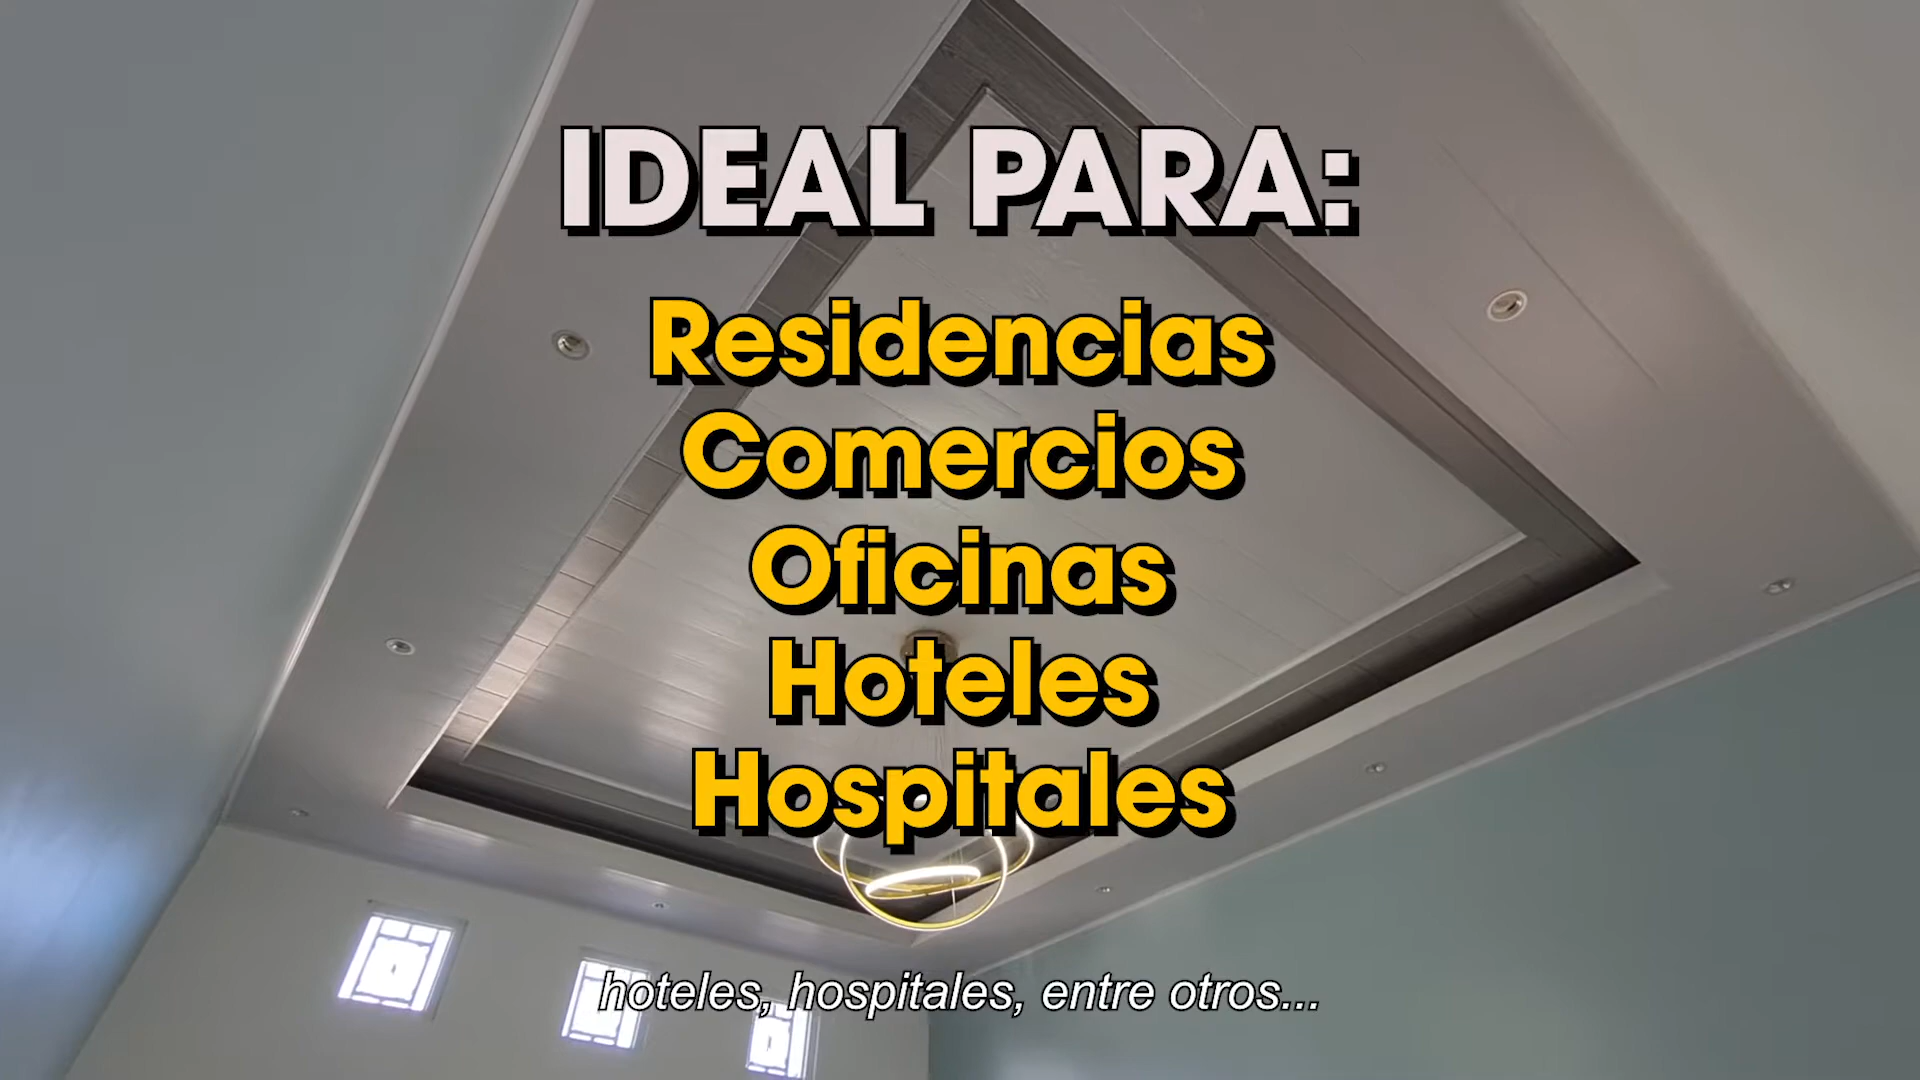 IDEAL PARA:
Residencias
Comercios
Oficinas
Hoteles
Hospitales
hoteles, hospitales, entre otros...